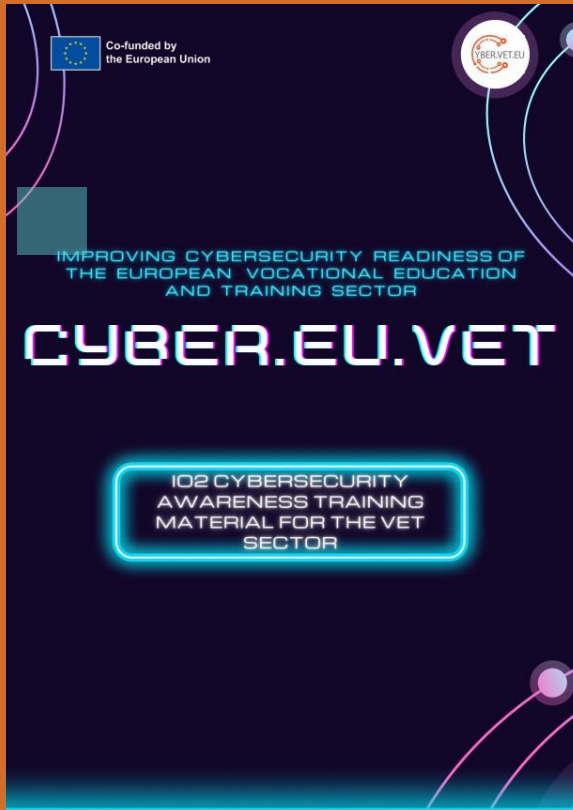 Co-funded by
the European Union
YBER.VET.EU
IMPROVING CYBERSECURITY READINESS OF
THE EUROPEAN VOCATIONAL EDUCATION
AND TRAINING SECTOR
CYBER.EU.VET
IO2 CYBERSECURITY
AWARENESS TRAINING
MATERIAL FOR THE VET
SECTOR